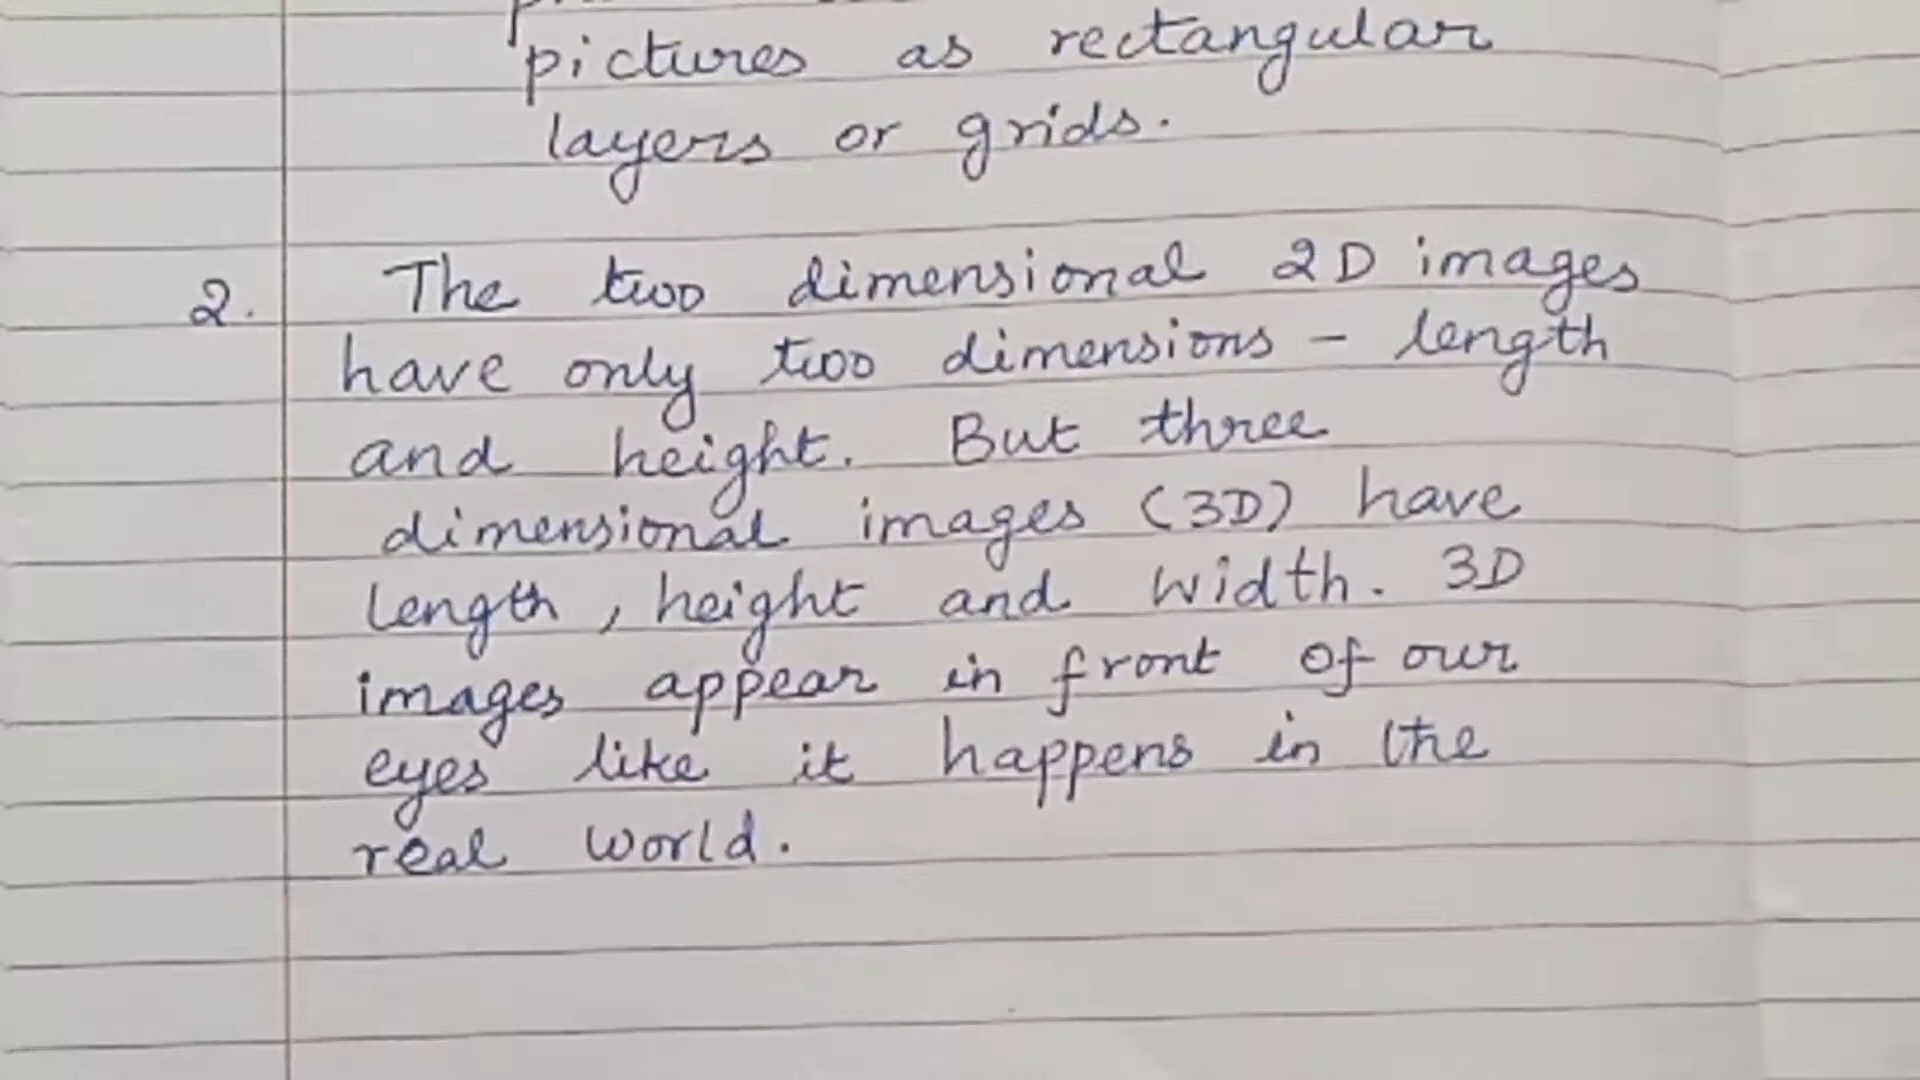 pictures as rectangular
layers or grids.
2. The two dimensional 2D images
have only two dimensions - length
and height. But three
dimensional images (3D) have
length, height and width. 3D
images appear in front of our
eyes like it happens in the
real world.